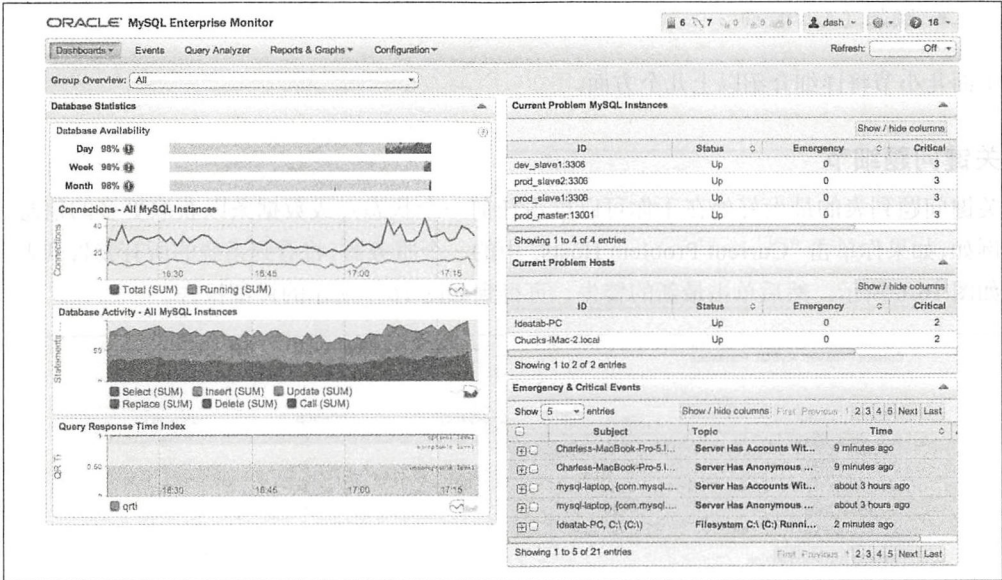 ORACLE MySQL Enterprise Monitor
6 7 0 dash 16
Dashboards Events Query Analyzer Reports & Graphs Configuration Refresh: Off
Group Overview: All
Database Statistics
Database Availability
Day 98%
Week 98%
Month 98%
Connections - All MySQL Instances
Connections
40
20
16:30 16:45 17:00 17:15
Total (SUM) Running (SUM)
Database Activity - All MySQL Instances
Statements
Select (SUM) Insert (SUM) Update (SUM)
Replace (SUM) Delete (SUM) Call (SUM)
Query Response Time Index
0.50
16:30 16:45 17:00 17:15
qrti
Current Problem MySQL Instances
Show / hide columns
ID Status Emergency Critical
dev_slave1:3306 Up 0 3
prod_slave2:3306 Up 0 3
prod_slave1:3306 Up 0 3
prod_master:13001 Up 0 3
Showing 1 to 4 of 4 entries
Current Problem Hosts
Show / hide columns
ID Status Emergency Critical
Ideatab-PC Up 0 2
Chucks-iMac-2.local Up 0 2
Showing 1 to 2 of 2 entries
Emergency & Critical Events
Show 5 entries Show / hide columns First Previous 1 2 3 4 5 Next Last
Subject Topic Time
Charless-MacBook-Pro-5.l... Server Has Accounts Wit... 9 minutes ago
Charless-MacBook-Pro-5.l... Server Has Anonymous ... 9 minutes ago
mysql-laptop, {com.mysql.... Server Has Accounts Wit... about 3 hours ago
mysql-laptop, {com.mysql.... Server Has Anonymous ... about 3 hours ago
Ideatab-PC, C:\ (C:\) Filesystem C:\ (C:) Runni... 2 minutes ago
Showing 1 to 5 of 21 entries First Previous 1 2 3 4 5 Next Last